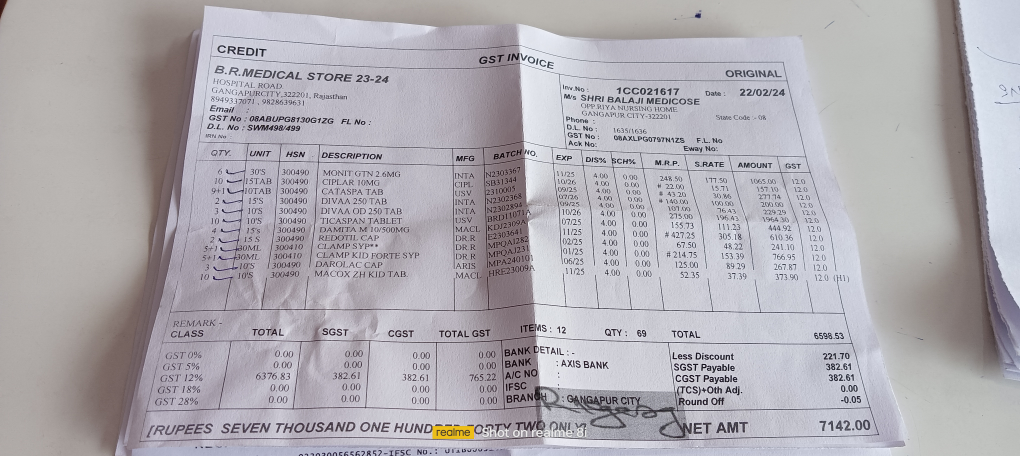 CREDIT
GST INVOICE
ORIGINAL
B.R.MEDICAL STORE 23-24
HOSPITAL ROAD
GANGAPURCITY,322201, Rajasthan
8949337071, 9828639631
Email :
GST No : 08ABUPG8130G1ZG FL No :
D.L. No : SWM498/499
Inv.No : 1CC021617 Date : 22/02/24
M/s SHRI BALAJI MEDICOSE
OPP.RIYA NURSING HOME
GANGAPUR CITY-322201
Phone : State Code :- 08
D.L. No : 1635/1636
GST No : 08AXLPG0797N1ZS F.L. No
Ack No: Eway No:
QTY. UNIT HSN DESCRIPTION MFG BATCH NO. EXP DIS% SCH% M.R.P. S.RATE AMOUNT GST
6 30'S 300490 MONIT GTN 2.6MG INTA N2303367 11/25 4.00 0.00 248.50 177.50 1065.00 12.0
10 15TAB 300490 CIPLAR 10MG CIPL SB31344 10/26 4.00 0.00 # 22.00 15.71 157.10 12.0
9+1 10TAB 300490 CATASPA TAB USV 2310005 09/25 4.00 0.00 # 43.20 30.86 277.74 12.0
2 15'S 300490 DIVAA 250 TAB INTA N2302368 07/26 4.00 0.00 # 140.00 100.00 200.00 12.0
3 10'S 300490 DIVAA OD 250 TAB INTA 09/26 4.00 0.00 107.00 76.43 229.29 12.0
10 10'S 300490 TICASPAN TABLET USV 10/26 4.00 0.00 275.00 196.43 1964.30 12.0
4 15's 300490 DAMITA M 10/500MG MACL 07/25 4.00 0.00 155.73 111.23 444.92 12.0
2 15 S 300490 REDOTIL CAP DR.R E2303641 11/25 4.00 0.00 # 427.25 305.18 610.36 12.0
5+1 30ML 300410 CLAMP SYP** DR.R 02/25 4.00 0.00 67.50 48.22 241.10 12.0
5+1 30ML 300410 CLAMP KID FORTE SYP DR.R 01/25 4.00 0.00 # 214.75 153.39 766.95 12.0
3 10'S 300490 DAROLAC CAP ARIS MPA240101 06/25 4.00 0.00 125.00 89.29 267.87 12.0
10 10'S 300490 MACOX ZH KID TAB. MACL HRE23009A 11/25 4.00 0.00 52.35 37.39 373.90 12.0 (H1)
REMARK -
ITEMS : 12 QTY : 69 TOTAL 6598.53
CLASS TOTAL SGST CGST TOTAL GST
GST 0% 0.00 0.00 0.00 0.00
GST 5% 0.00 0.00 0.00 0.00
GST 12% 6376.83 382.61 382.61 765.22
GST 18% 0.00 0.00 0.00 0.00
GST 28% 0.00 0.00 0.00 0.00
BANK DETAIL : -
BANK : AXIS BANK
A/C NO :
IFSC :
BRANCH : GANGAPUR CITY
Less Discount 221.70
SGST Payable 382.61
CGST Payable 382.61
(TCS)+Oth Adj. 0.00
Round Off -0.05
[RUPEES SEVEN THOUSAND ONE HUNDRED FORTY TWO ONLY]
NET AMT 7142.00
realme Shot on realme 8i